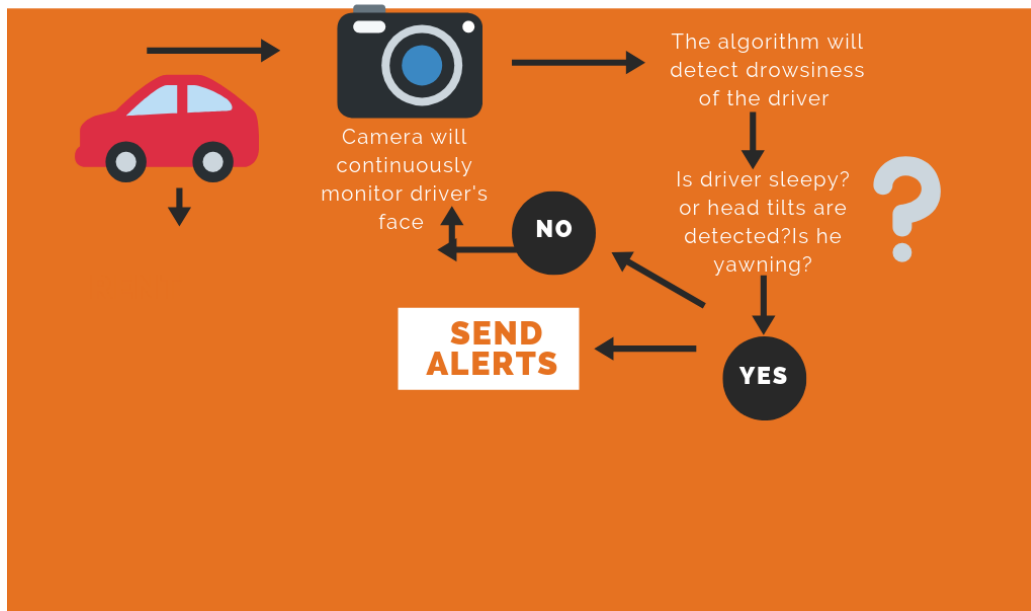 The algorithm will
detect drowsiness
of the driver
Camera will
continuously
monitor driver's
face
Is driver sleepy?
or head tilts are
detected?Is he
yawning?
NO
SEND
ALERTS
YES